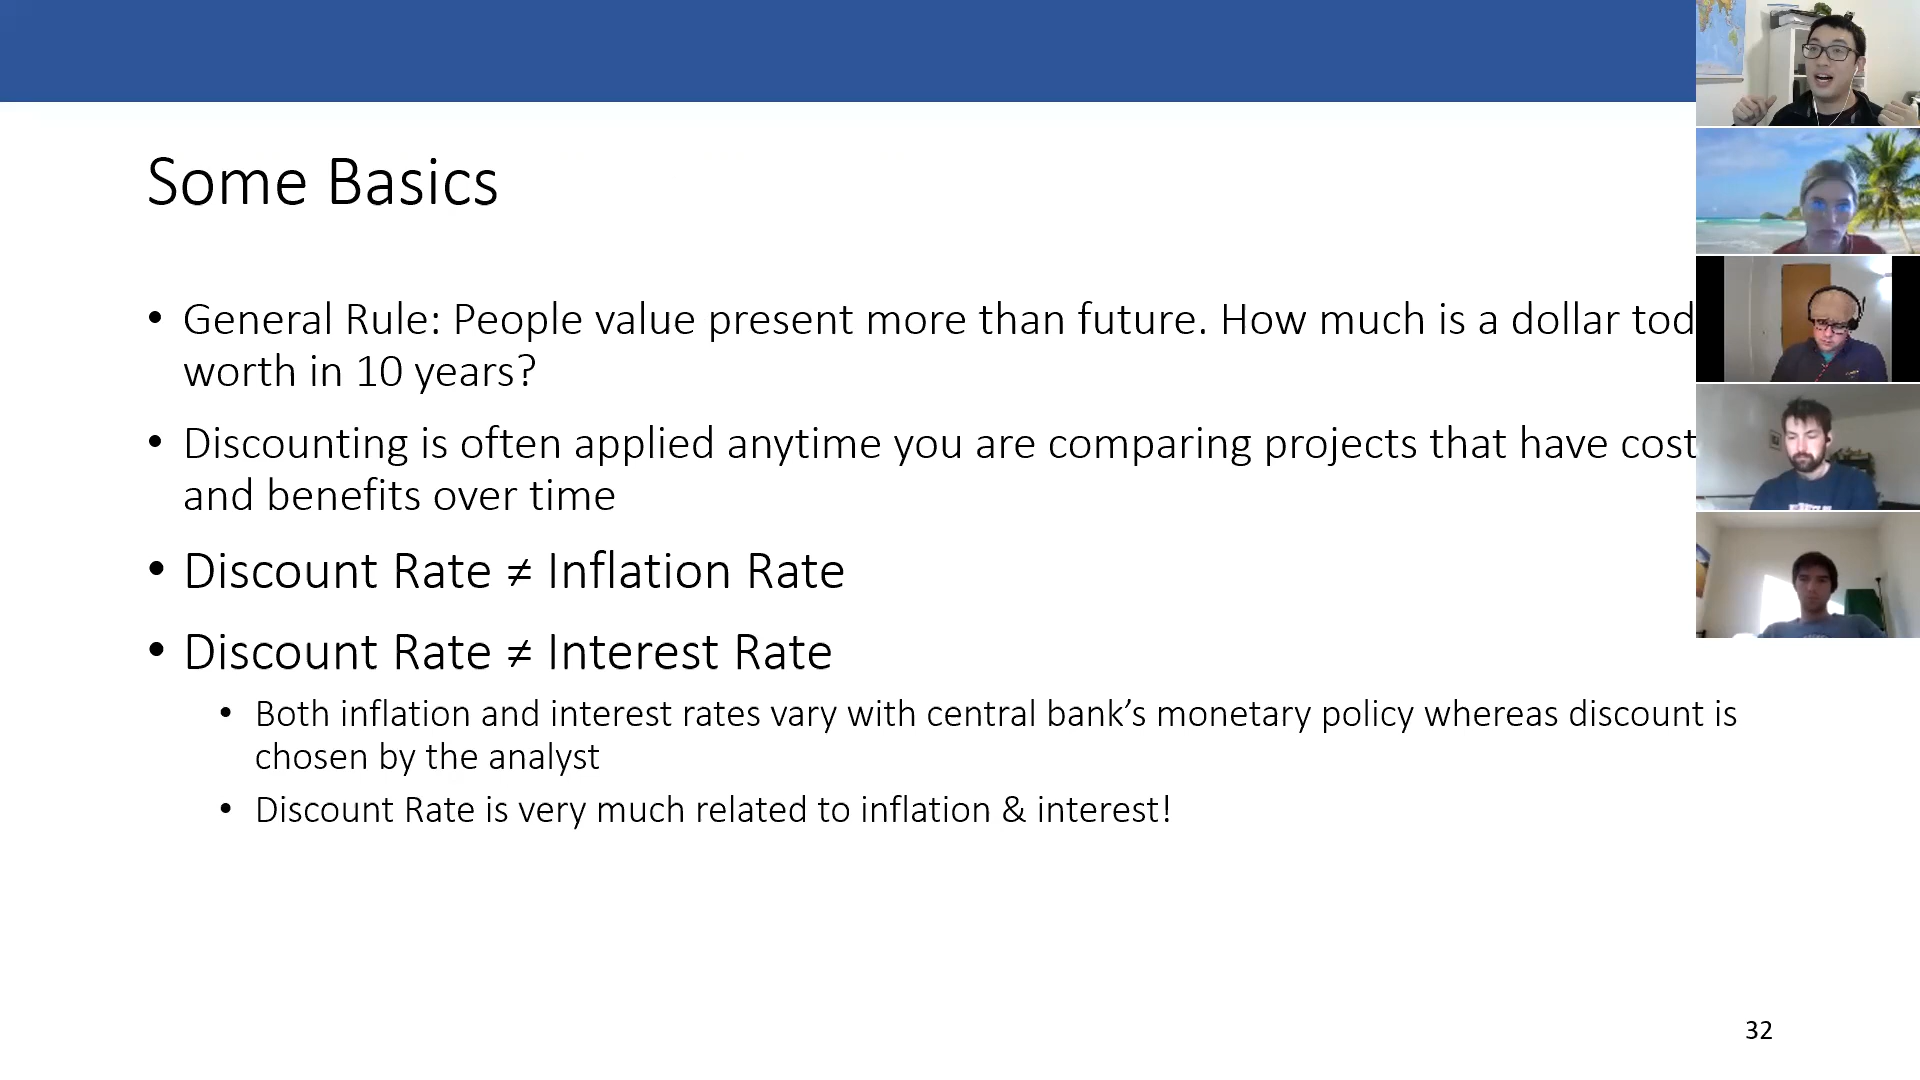 Some Basics
• General Rule: People value present more than future. How much is a dollar tod
worth in 10 years?
• Discounting is often applied anytime you are comparing projects that have cost
and benefits over time
• Discount Rate ≠ Inflation Rate
• Discount Rate ≠ Interest Rate
• Both inflation and interest rates vary with central bank’s monetary policy whereas discount is
chosen by the analyst
• Discount Rate is very much related to inflation & interest!
32